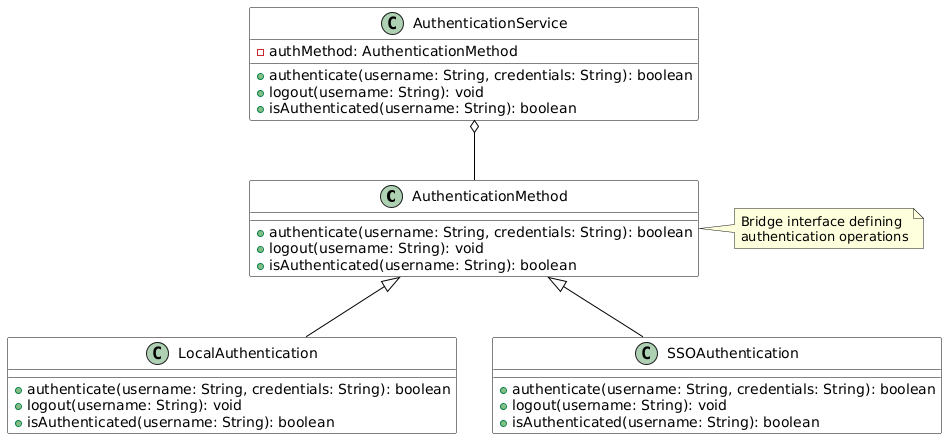 C AuthenticationService
authMethod: AuthenticationMethod
authenticate(username: String, credentials: String): boolean
logout(username: String): void
isAuthenticated(username: String): boolean
C AuthenticationMethod
authenticate(username: String, credentials: String): boolean
logout(username: String): void
isAuthenticated(username: String): boolean
Bridge interface defining
authentication operations
C LocalAuthentication
authenticate(username: String, credentials: String): boolean
logout(username: String): void
isAuthenticated(username: String): boolean
C SSOAuthentication
authenticate(username: String, credentials: String): boolean
logout(username: String): void
isAuthenticated(username: String): boolean